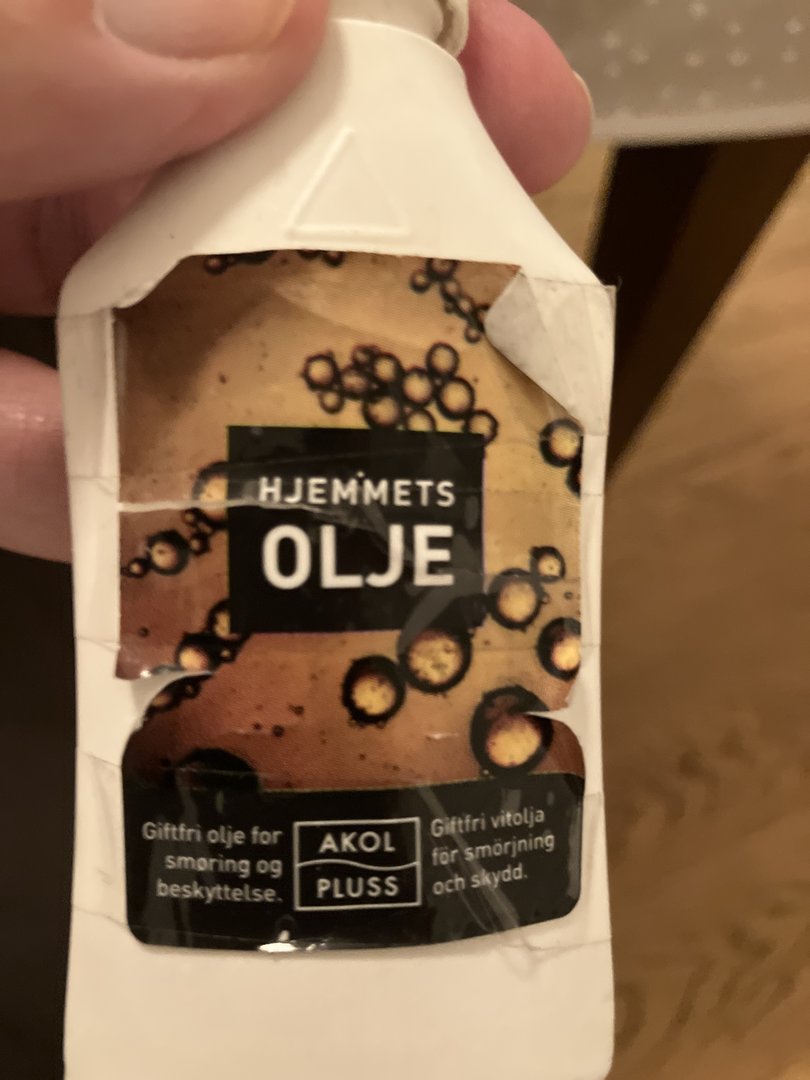 HJEMMETS
OLJE
Giftfri olje for
smøring og
beskyttelse.
AKOL
PLUSS
Giftfri vitolja
för smörjning
och skydd.